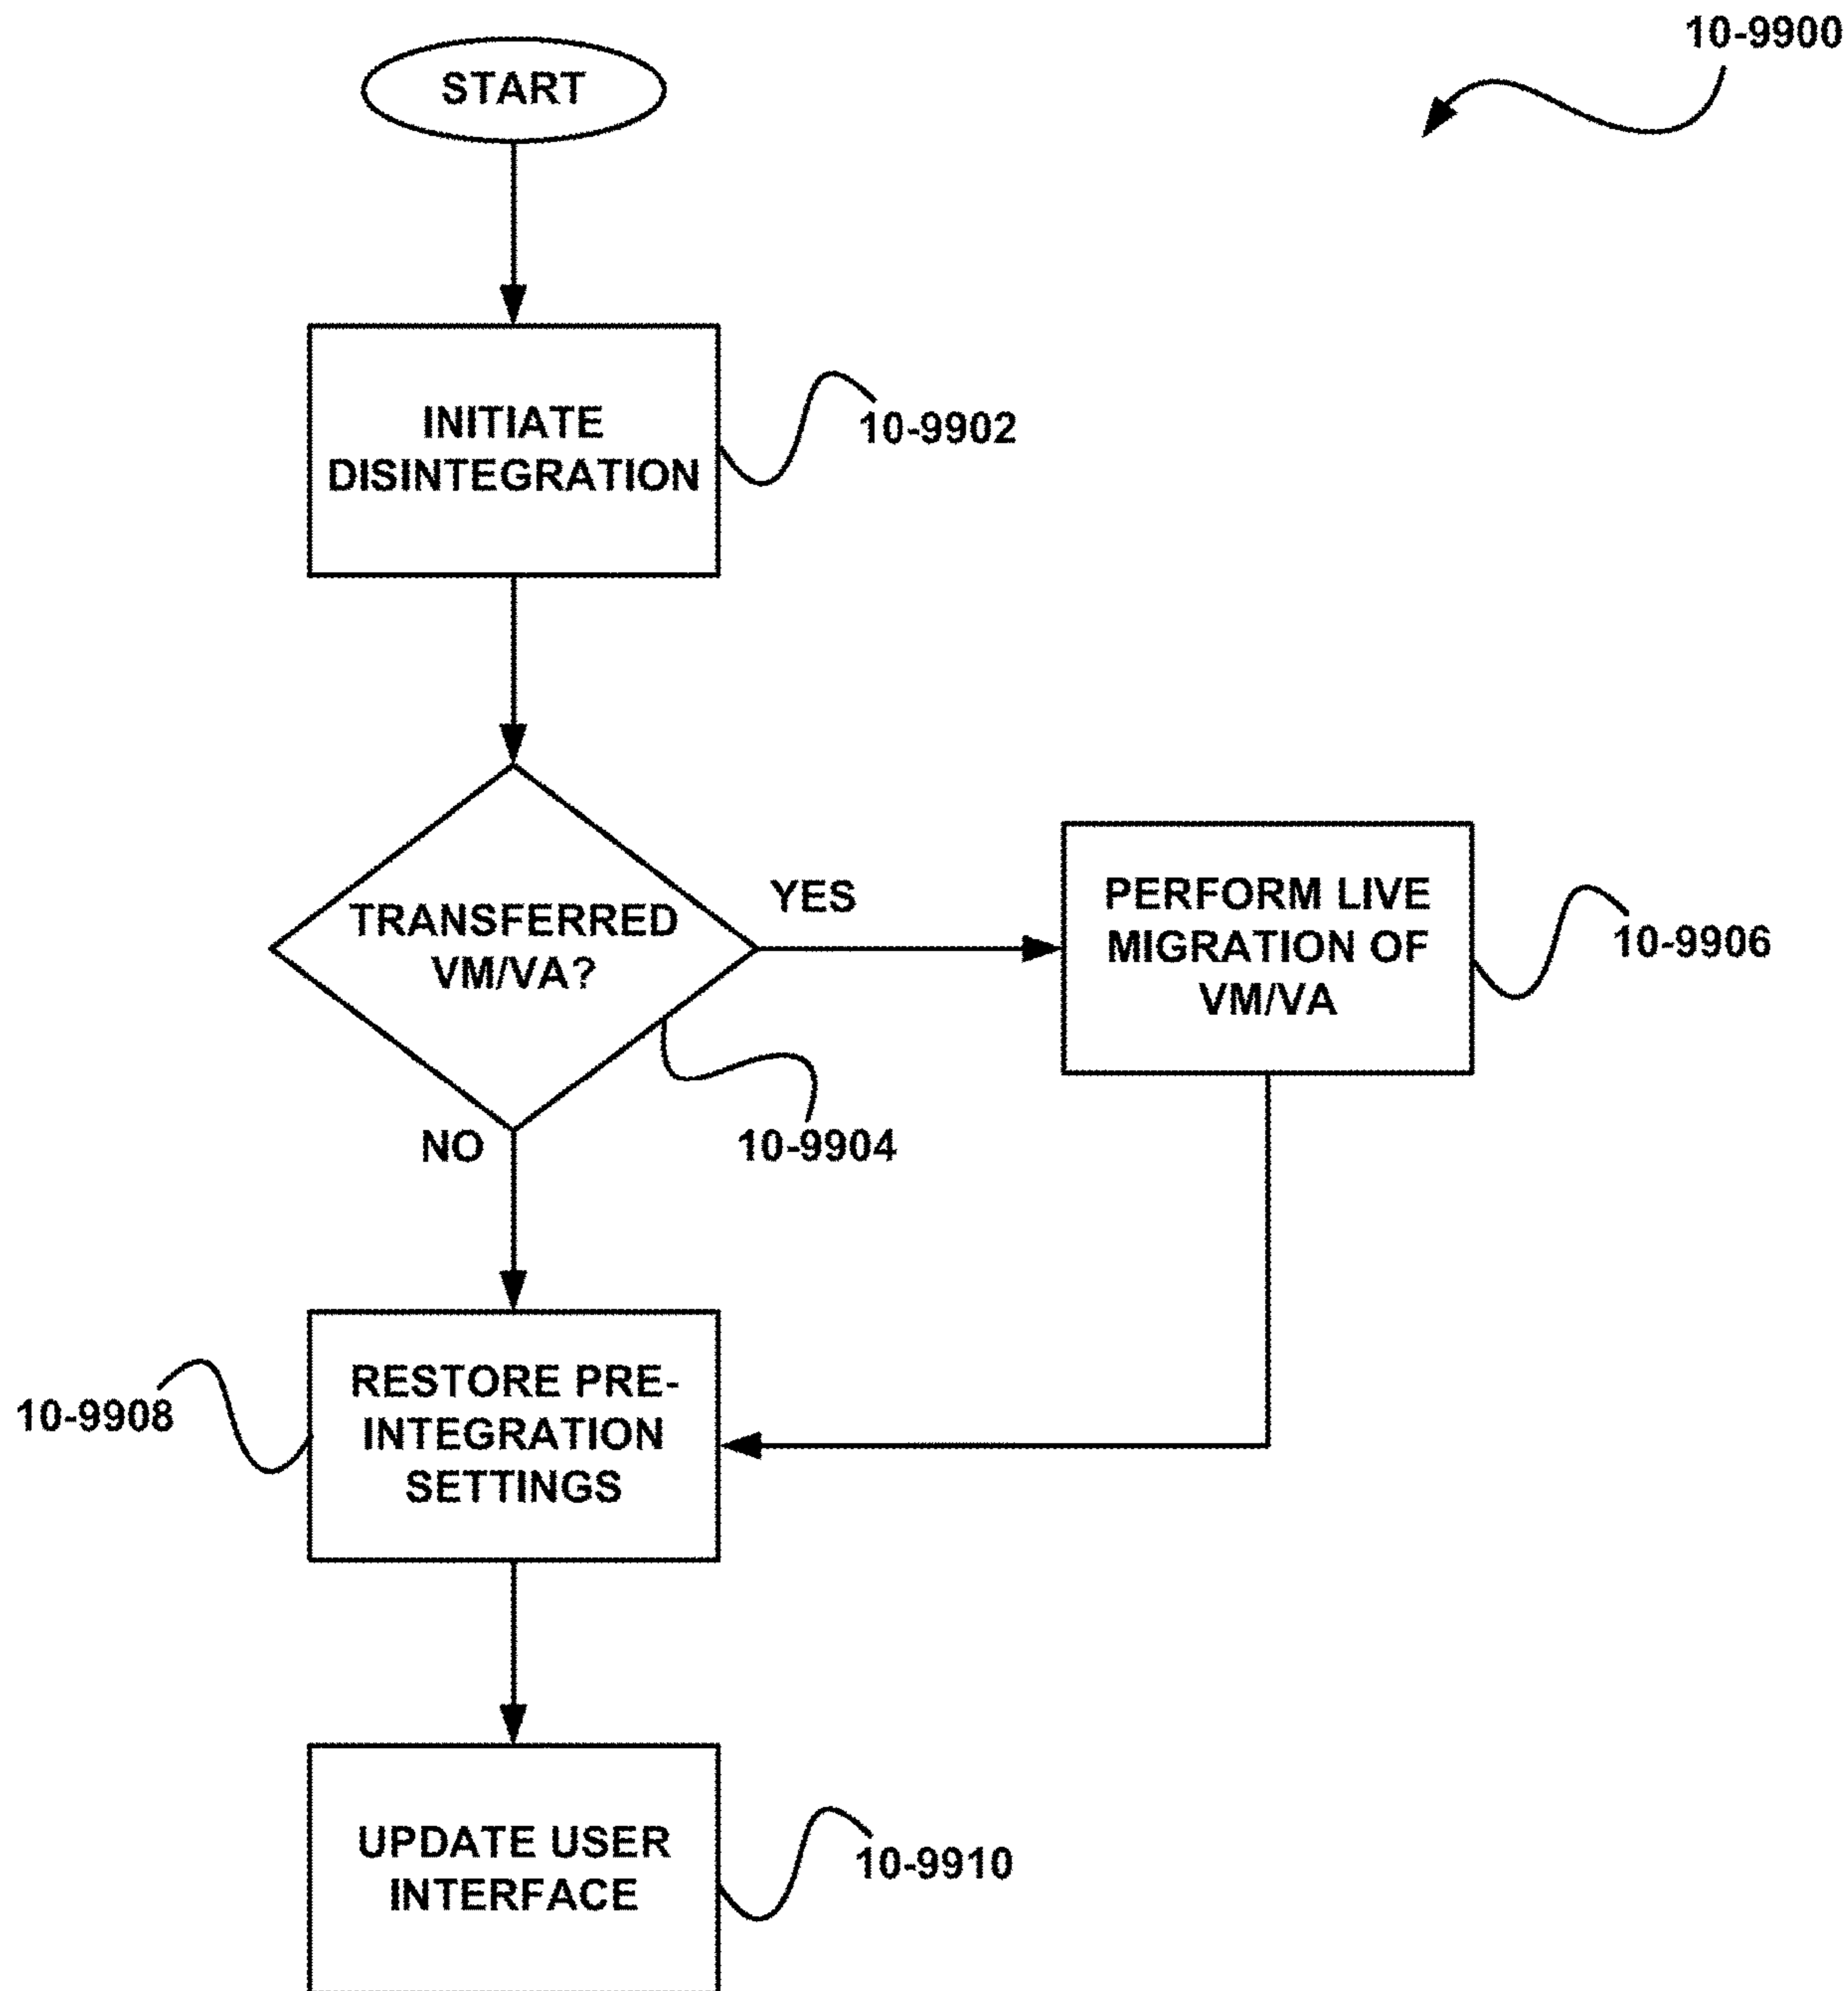 10-9900
START
INITIATE
DISINTEGRATION
10-9902
TRANSFERRED
VM/VA?
YES
NO
10-9904
PERFORM LIVE
MIGRATION OF
VM/VA
10-9906
RESTORE PRE-
INTEGRATION
SETTINGS
10-9908
UPDATE USER
INTERFACE
10-9910